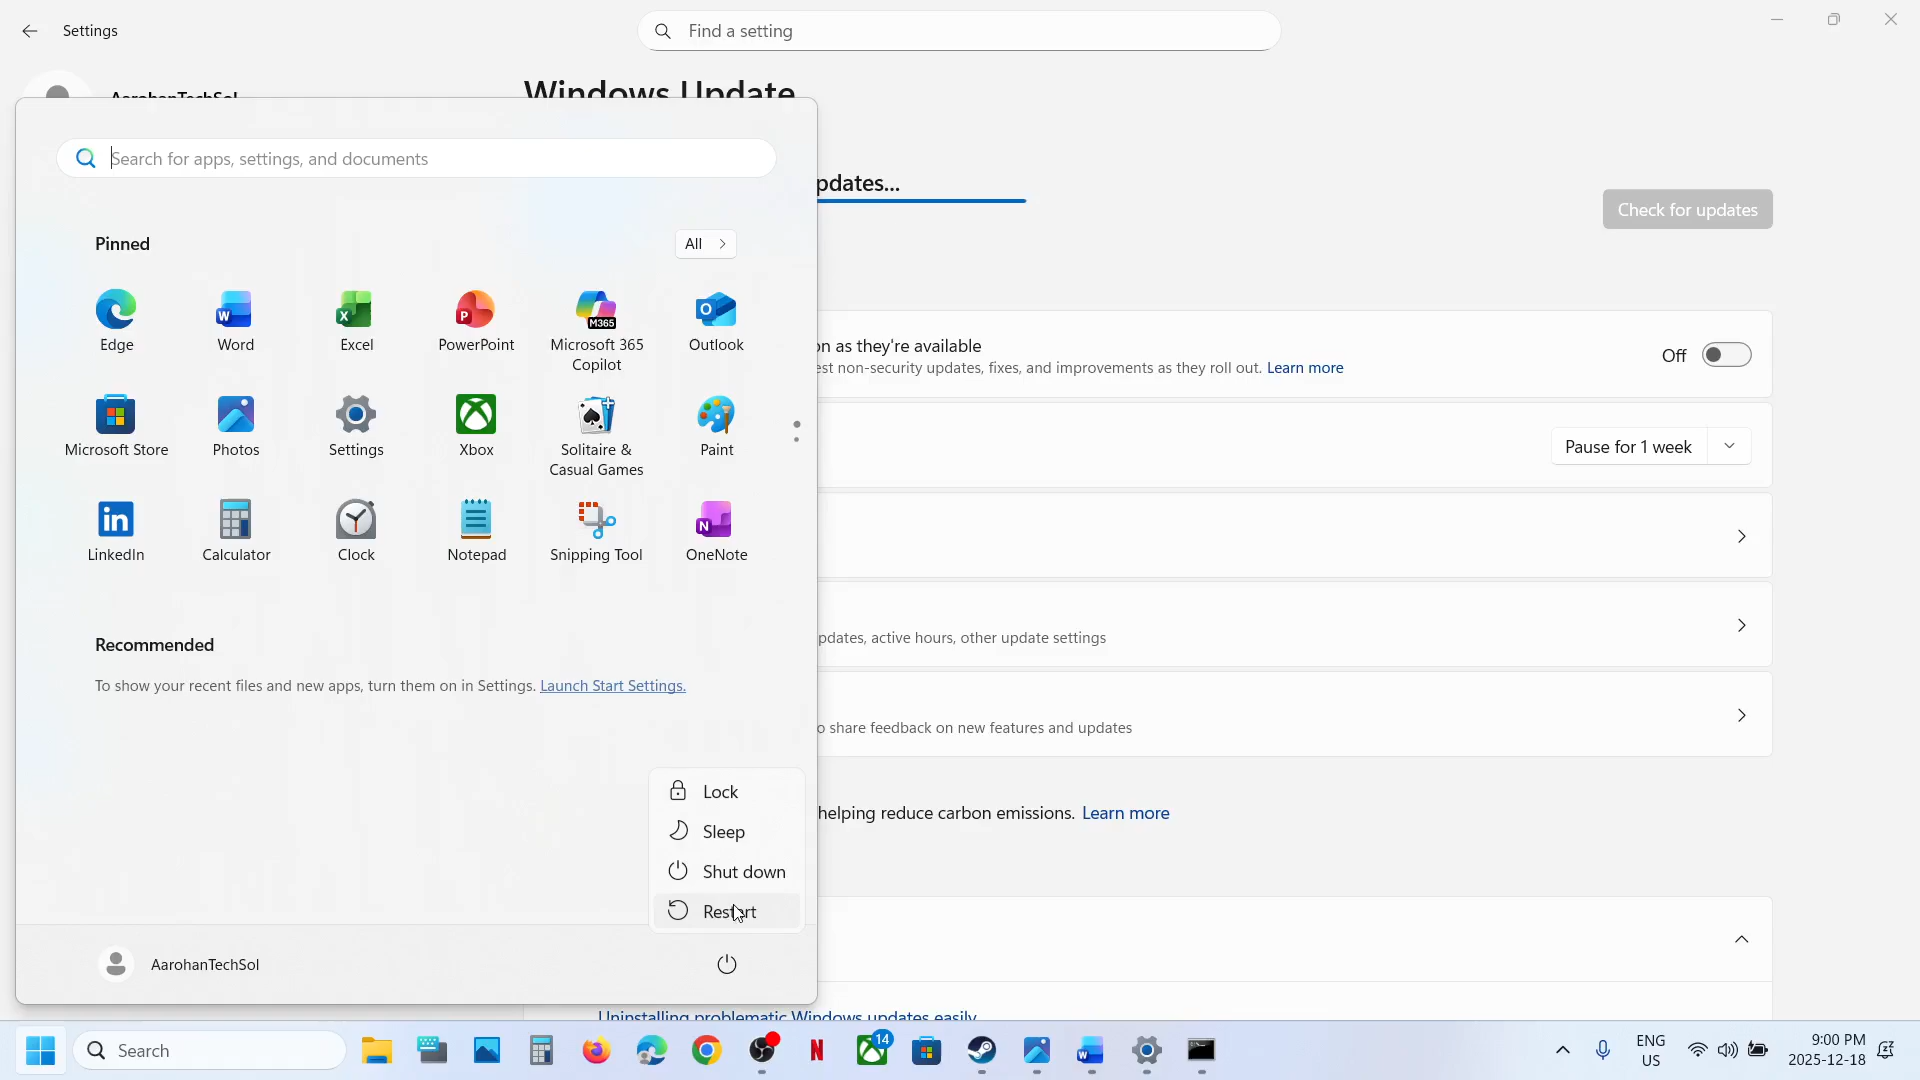 Settings
Find a setting
AarohanTechSol
Windows Update
Search for apps, settings, and documents
pdates...
Check for updates
Pinned
All
Edge
Word
Excel
PowerPoint
Microsoft 365
Copilot
Outlook
on as they're available
Off
est non-security updates, fixes, and improvements as they roll out. Learn more
Microsoft Store
Photos
Settings
Xbox
Solitaire &
Casual Games
Paint
Pause for 1 week
LinkedIn
Calculator
Clock
Notepad
Snipping Tool
OneNote
Recommended
pdates, active hours, other update settings
To show your recent files and new apps, turn them on in Settings. Launch Start Settings.
o share feedback on new features and updates
Lock
Sleep
Shut down
Restart
helping reduce carbon emissions. Learn more
AarohanTechSol
Uninstalling problematic Windows updates easily
Search
14
ENG
US
9:00 PM
2025-12-18